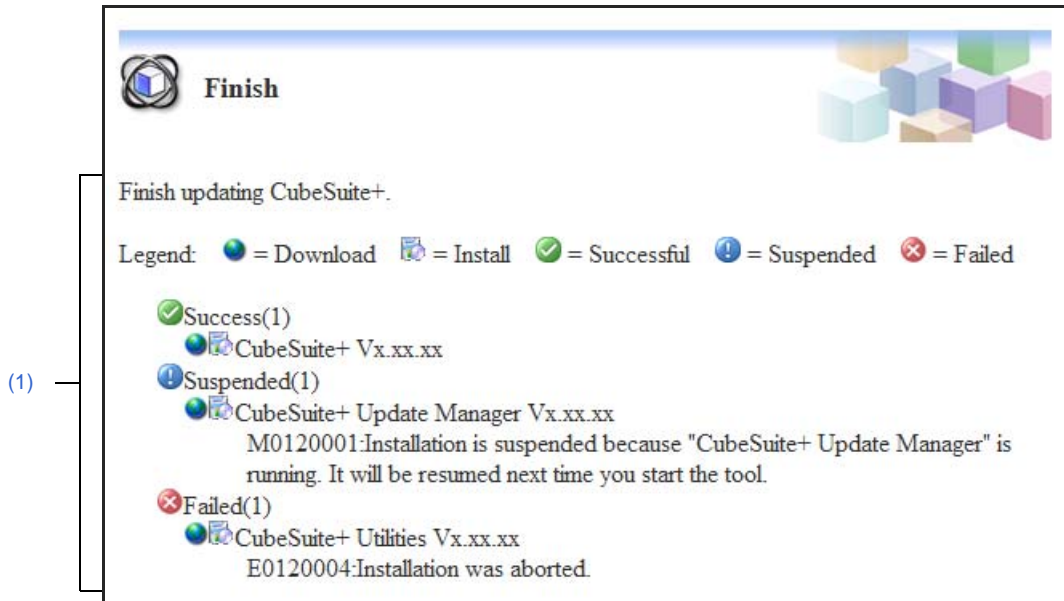 Finish
Finish updating CubeSuite+.
Legend: = Download = Install = Successful = Suspended = Failed
Success(1)
CubeSuite+ Vx.xx.xx
(1)
Suspended(1)
CubeSuite+ Update Manager Vx.xx.xx
M0120001:Installation is suspended because "CubeSuite+ Update Manager" is
running. It will be resumed next time you start the tool.
Failed(1)
CubeSuite+ Utilities Vx.xx.xx
E0120004:Installation was aborted.